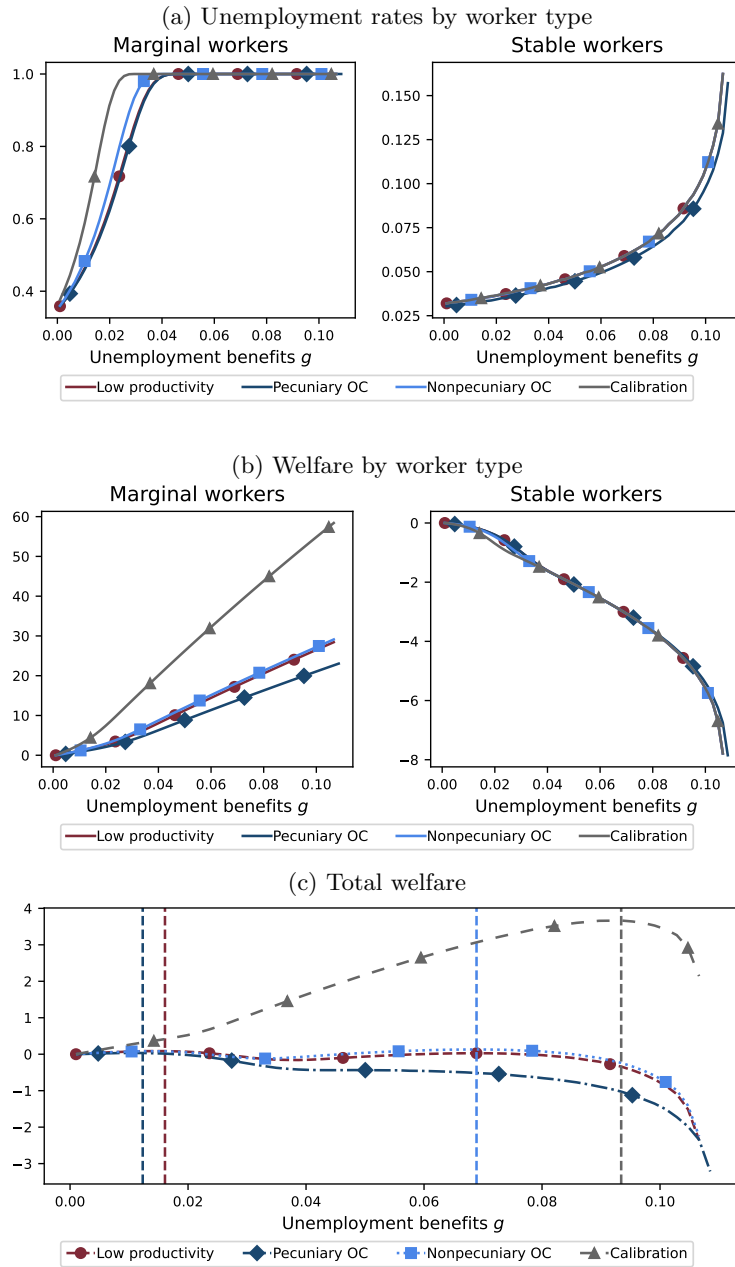 (a) Unemployment rates by worker type
Marginal workers
Stable workers
1.0
0.8
0.6
0.4
0.150
0.125
0.100
0.075
0.050
0.025
0.00 0.02 0.04 0.06 0.08 0.10
0.00 0.02 0.04 0.06 0.08 0.10
Unemployment benefits g
Unemployment benefits g
Low productivity Pecuniary OC Nonpecuniary OC Calibration
(b) Welfare by worker type
Marginal workers
Stable workers
60
50
40
30
20
10
0
0
−2
−4
−6
−8
0.00 0.02 0.04 0.06 0.08 0.10
0.00 0.02 0.04 0.06 0.08 0.10
Unemployment benefits g
Unemployment benefits g
Low productivity Pecuniary OC Nonpecuniary OC Calibration
(c) Total welfare
4
3
2
1
0
−1
−2
−3
0.00 0.02 0.04 0.06 0.08 0.10
Unemployment benefits g
Low productivity Pecuniary OC Nonpecuniary OC Calibration